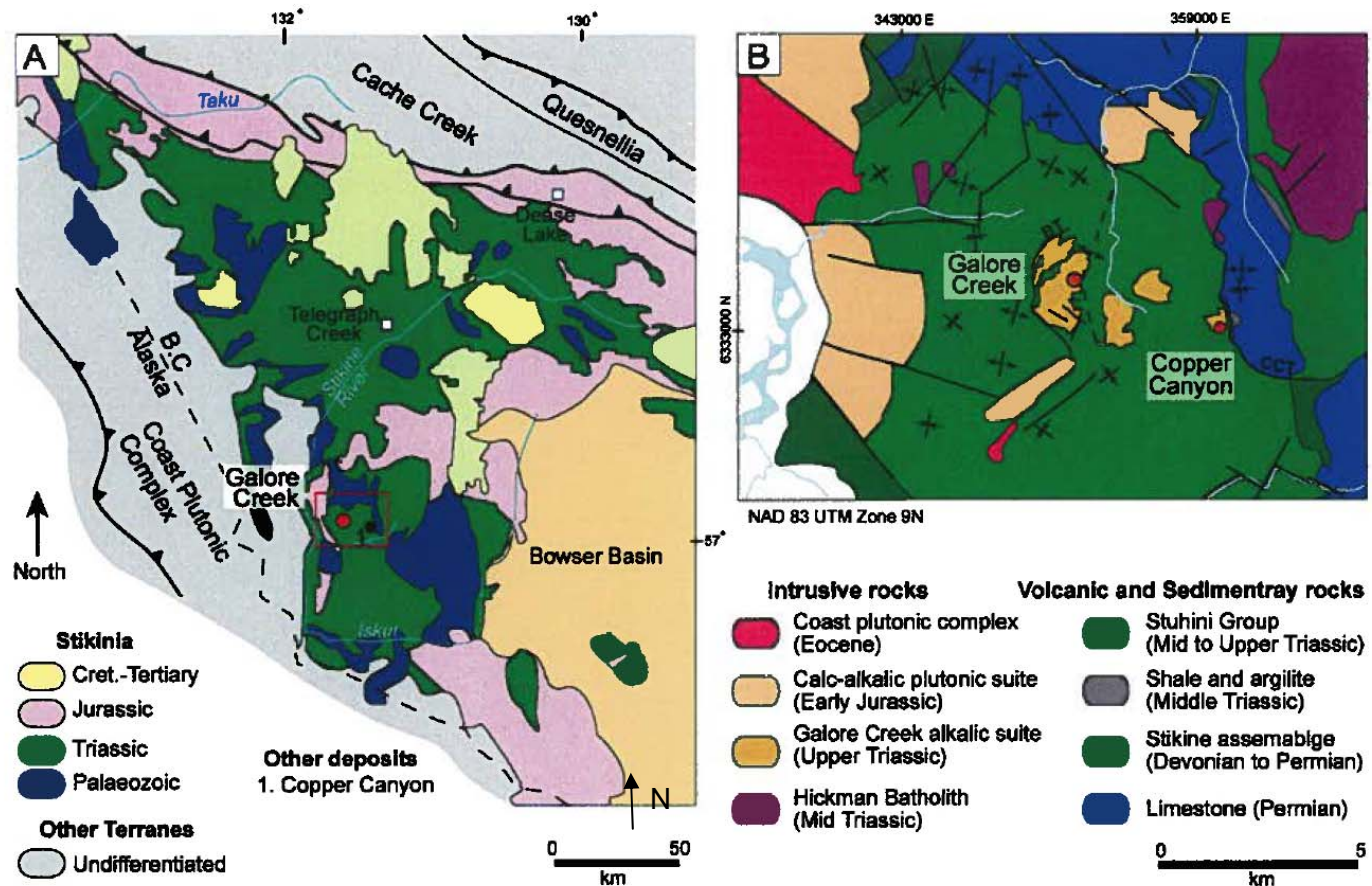 132°
130°
A
Taku
Cache Creek
Quesnellia
Dease
Lake
Telegraph
Creek
Stikine
River
B.C
Alaska
Coast Plutonic
Complex
Galore
Creek
1
57°
Bowser Basin
Iskut
North
Stikinia
Cret.-Tertiary
Jurassic
Triassic
Palaeozoic
Other Terranes
Undifferentiated
Other deposits
1. Copper Canyon
N
0 50
km
343000 E
359000 E
B
6333000 N
Galore
Creek
Copper
Canyon
CCT
NAD 83 UTM Zone 9N
Intrusive rocks
Coast plutonic complex
(Eocene)
Calc-alkalic plutonic suite
(Early Jurassic)
Galore Creek alkalic suite
(Upper Triassic)
Hickman Batholith
(Mid Triassic)
Volcanic and Sedimentray rocks
Stuhini Group
(Mid to Upper Triassic)
Shale and argilite
(Middle Triassic)
Stikine assemablge
(Devonian to Permian)
Limestone (Permian)
0 5
km